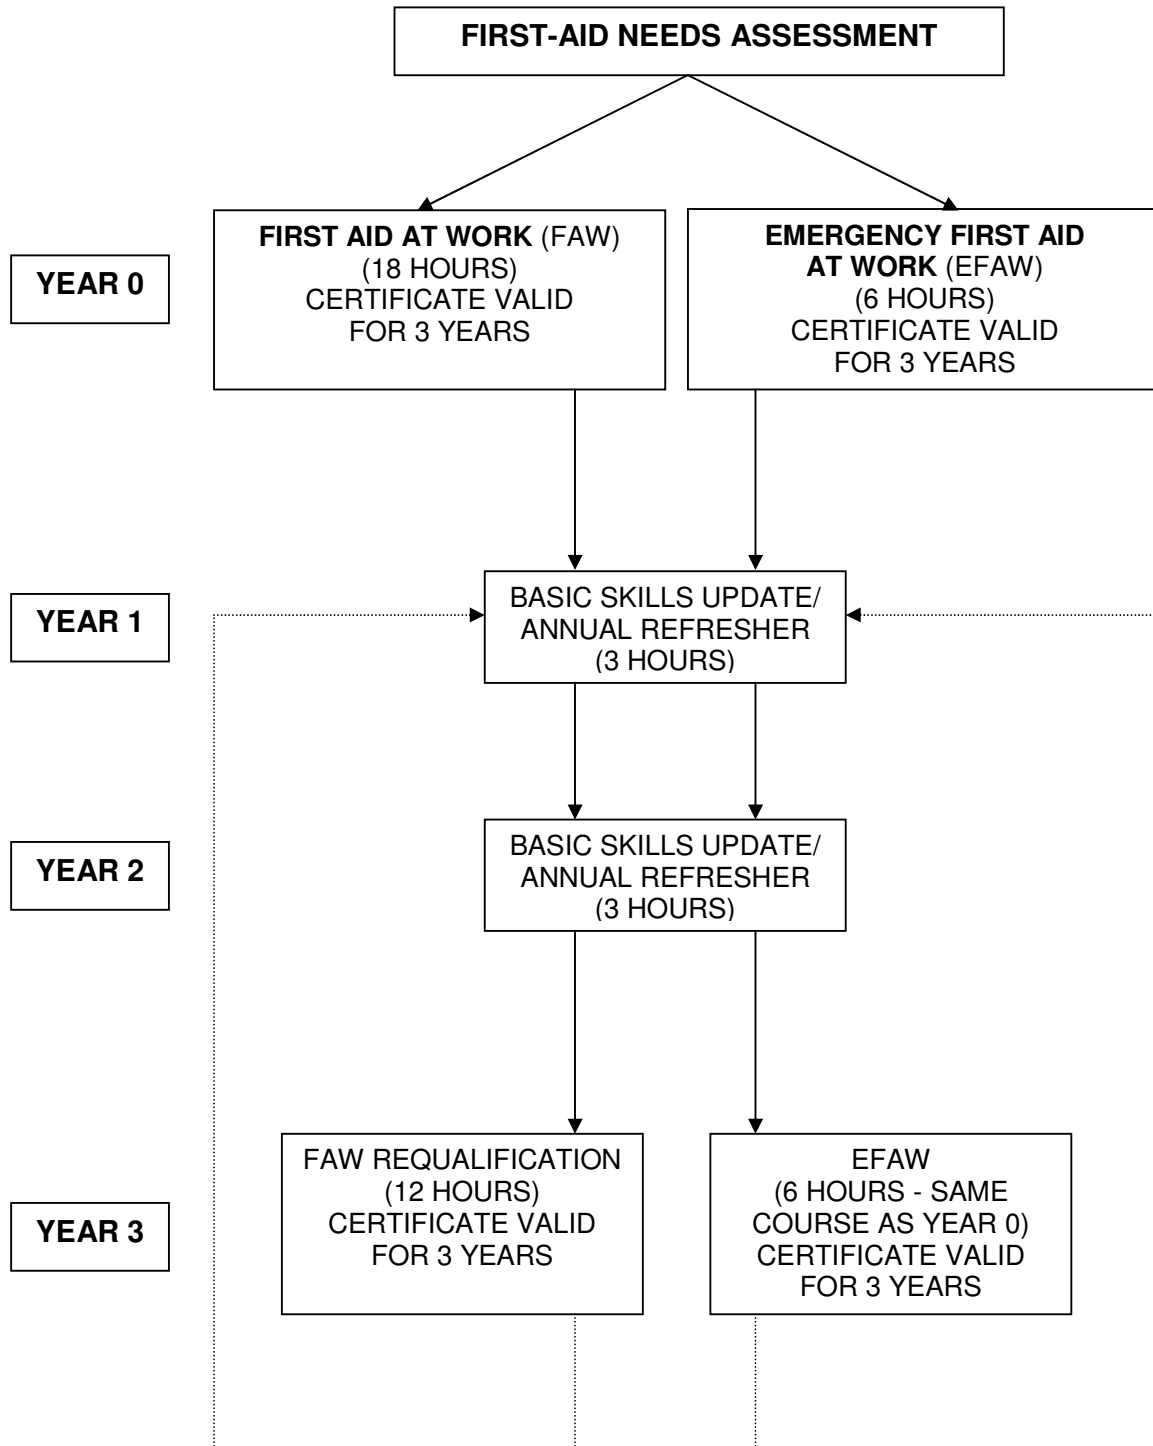 FIRST-AID NEEDS ASSESSMENT
YEAR 0
FIRST AID AT WORK (FAW)
(18 HOURS)
CERTIFICATE VALID
FOR 3 YEARS
EMERGENCY FIRST AID
AT WORK (EFAW)
(6 HOURS)
CERTIFICATE VALID
FOR 3 YEARS
YEAR 1
BASIC SKILLS UPDATE/
ANNUAL REFRESHER
(3 HOURS)
YEAR 2
BASIC SKILLS UPDATE/
ANNUAL REFRESHER
(3 HOURS)
YEAR 3
FAW REQUALIFICATION
(12 HOURS)
CERTIFICATE VALID
FOR 3 YEARS
EFAW
(6 HOURS - SAME
COURSE AS YEAR 0)
CERTIFICATE VALID
FOR 3 YEARS